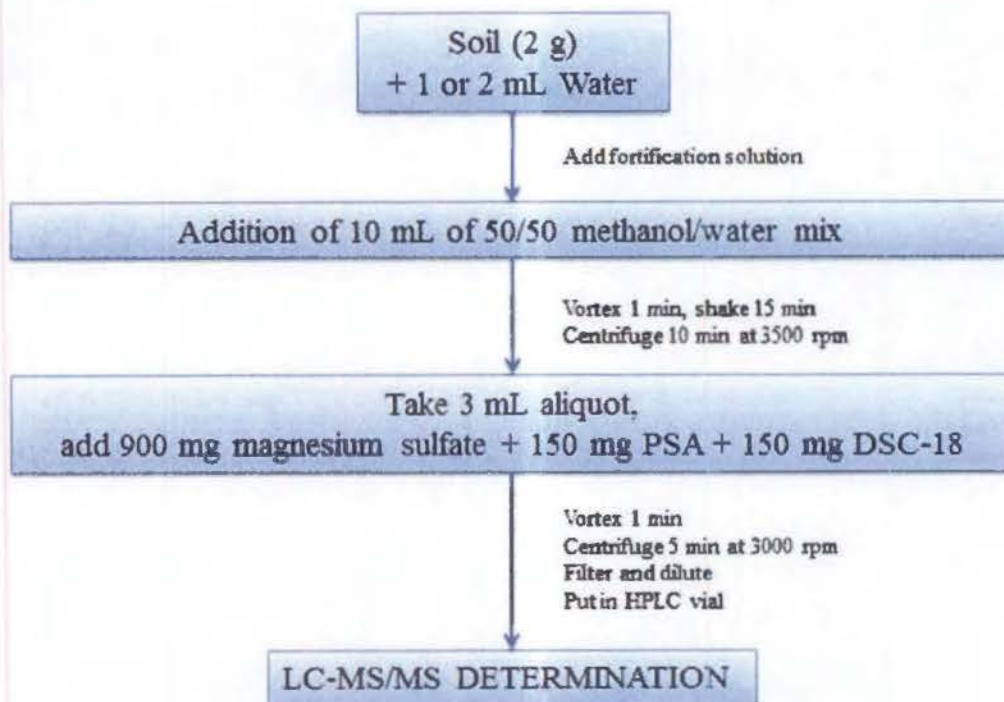 Soil (2 g)
+ 1 or 2 mL Water
Add fortification solution
Addition of 10 mL of 50/50 methanol/water mix
Vortex 1 min, shake 15 min
Centrifuge 10 min at 3500 rpm
Take 3 mL aliquot,
add 900 mg magnesium sulfate + 150 mg PSA + 150 mg DSC-18
Vortex 1 min
Centrifuge 5 min at 3000 rpm
Filter and dilute
Put in HPLC vial
LC-MS/MS DETERMINATION